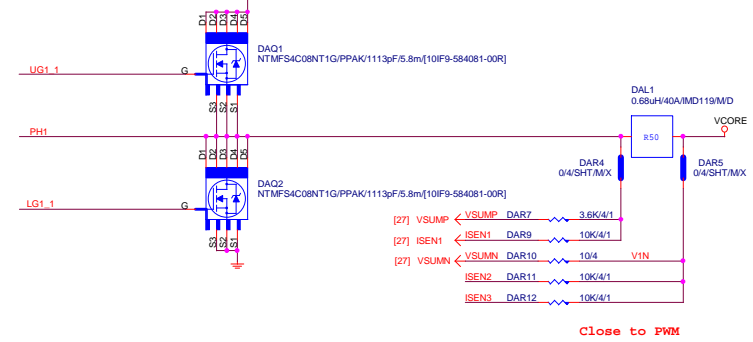 D1 D2 D3 D4 D5
DAQ1
NTMFS4C08NT1G/PPAK/1113pF/5.8m/[10IF9-584081-00R]
UG1_1
G
S3 S2 S1
DAL1
0.68uH/40A/IMD119/M/D
VCORE
R50
PH1
D1 D2 D3 D4 D5
DAQ2
NTMFS4C08NT1G/PPAK/1113pF/5.8m/[10IF9-584081-00R]
DAR4
0/4/SHT/M/X
DAR5
0/4/SHT/M/X
LG1_1
G
S3 S2 S1
[27] VSUMP VSUMP DAR7 3.6K/4/1
[27] ISEN1 ISEN1 DAR9 10K/4/1
[27] VSUMN VSUMN DAR10 10/4 V1N
ISEN2 DAR11 10K/4/1
ISEN3 DAR12 10K/4/1
Close to PWM